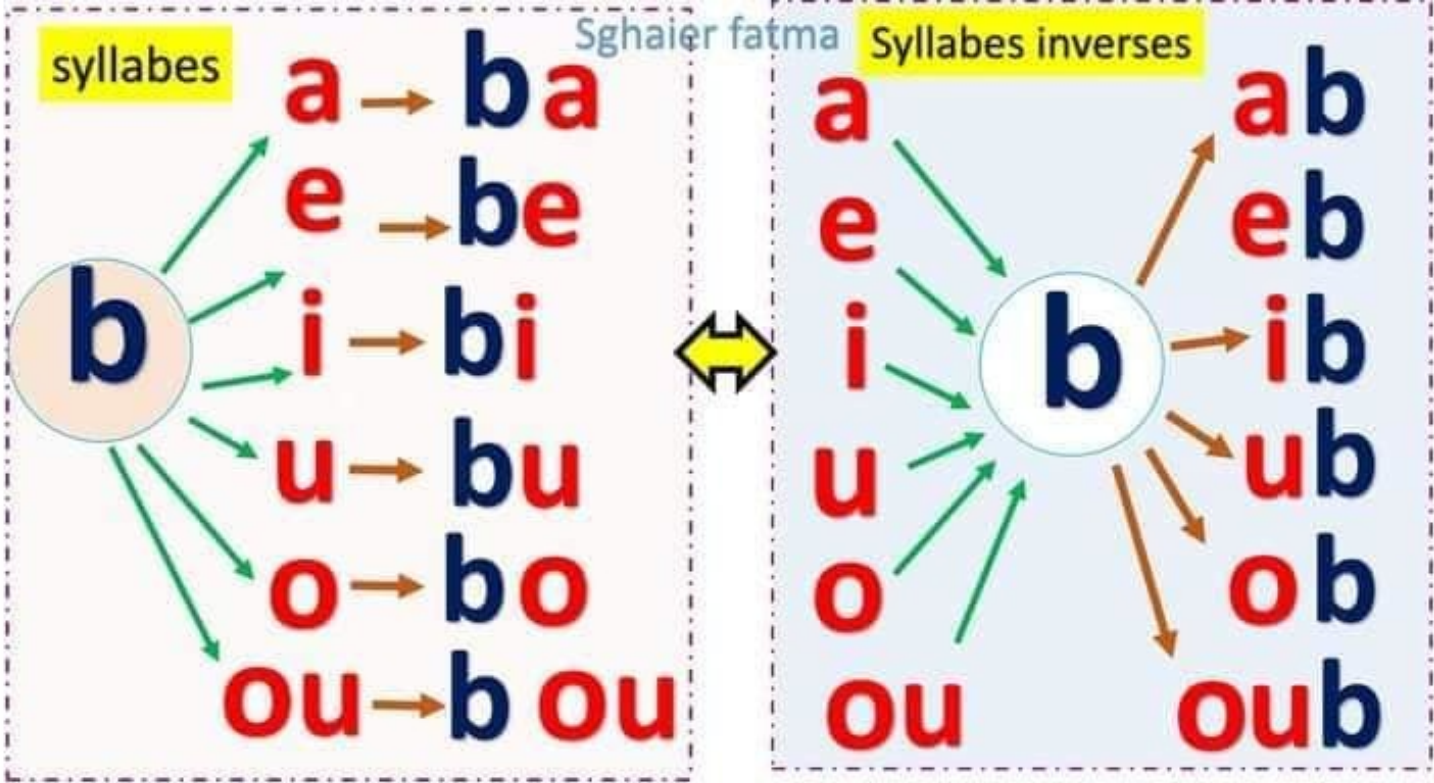 Sghaier fatma
syllabes
b
a ba
e be
i bi
u bu
o bo
ou b ou
Syllabes inverses
a
e
i
u
o
ou
b
ab
eb
ib
ub
ob
oub